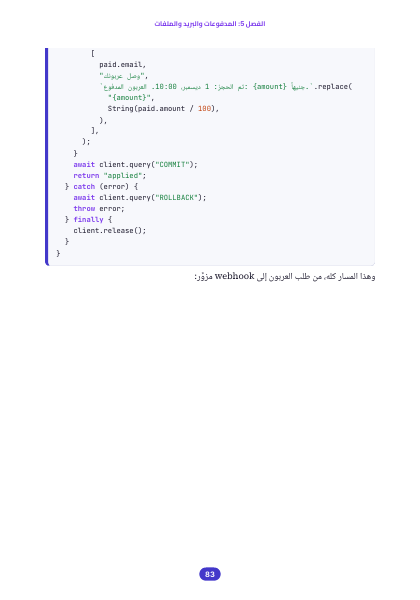 الفصل 5: المدفوعات والبريد والملفات
[
paid.email,
"وصل عربونك",
`تم الحجز: 1 ديسمبر، 10:00. العربون المدفوع: {amount} جنيهاً.`.replace(
"{amount}",
String(paid.amount / 100),
),
],
);
}
await client.query("COMMIT");
return "applied";
} catch (error) {
await client.query("ROLLBACK");
throw error;
} finally {
client.release();
}
}
وهذا المسار كله، من طلب العربون إلى webhook مزوَّر:
83